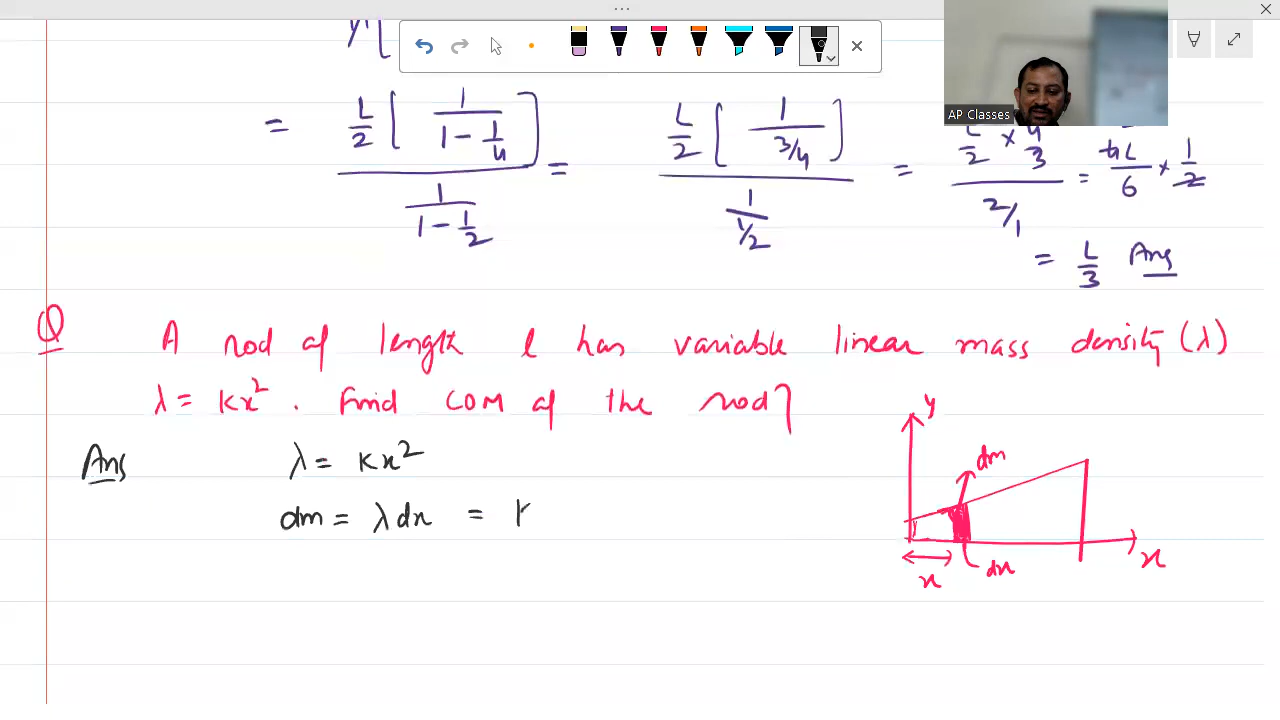 AP Classes
= L/2 [ 1/(1 - 1/4) ] / 1/(1 - 1/2) = L/2 [ 1/(3/4) ] / 1/(1/2) = L/2 × 4/3 / 2/1 = 4L/6 × 1/2
= L/3 Ans
Q A rod of length l has variable linear mass density (λ)
λ = Kx² . Find COM of the rod?
y
Ans λ = Kx²
dm
dm = λdx =
x
x dx